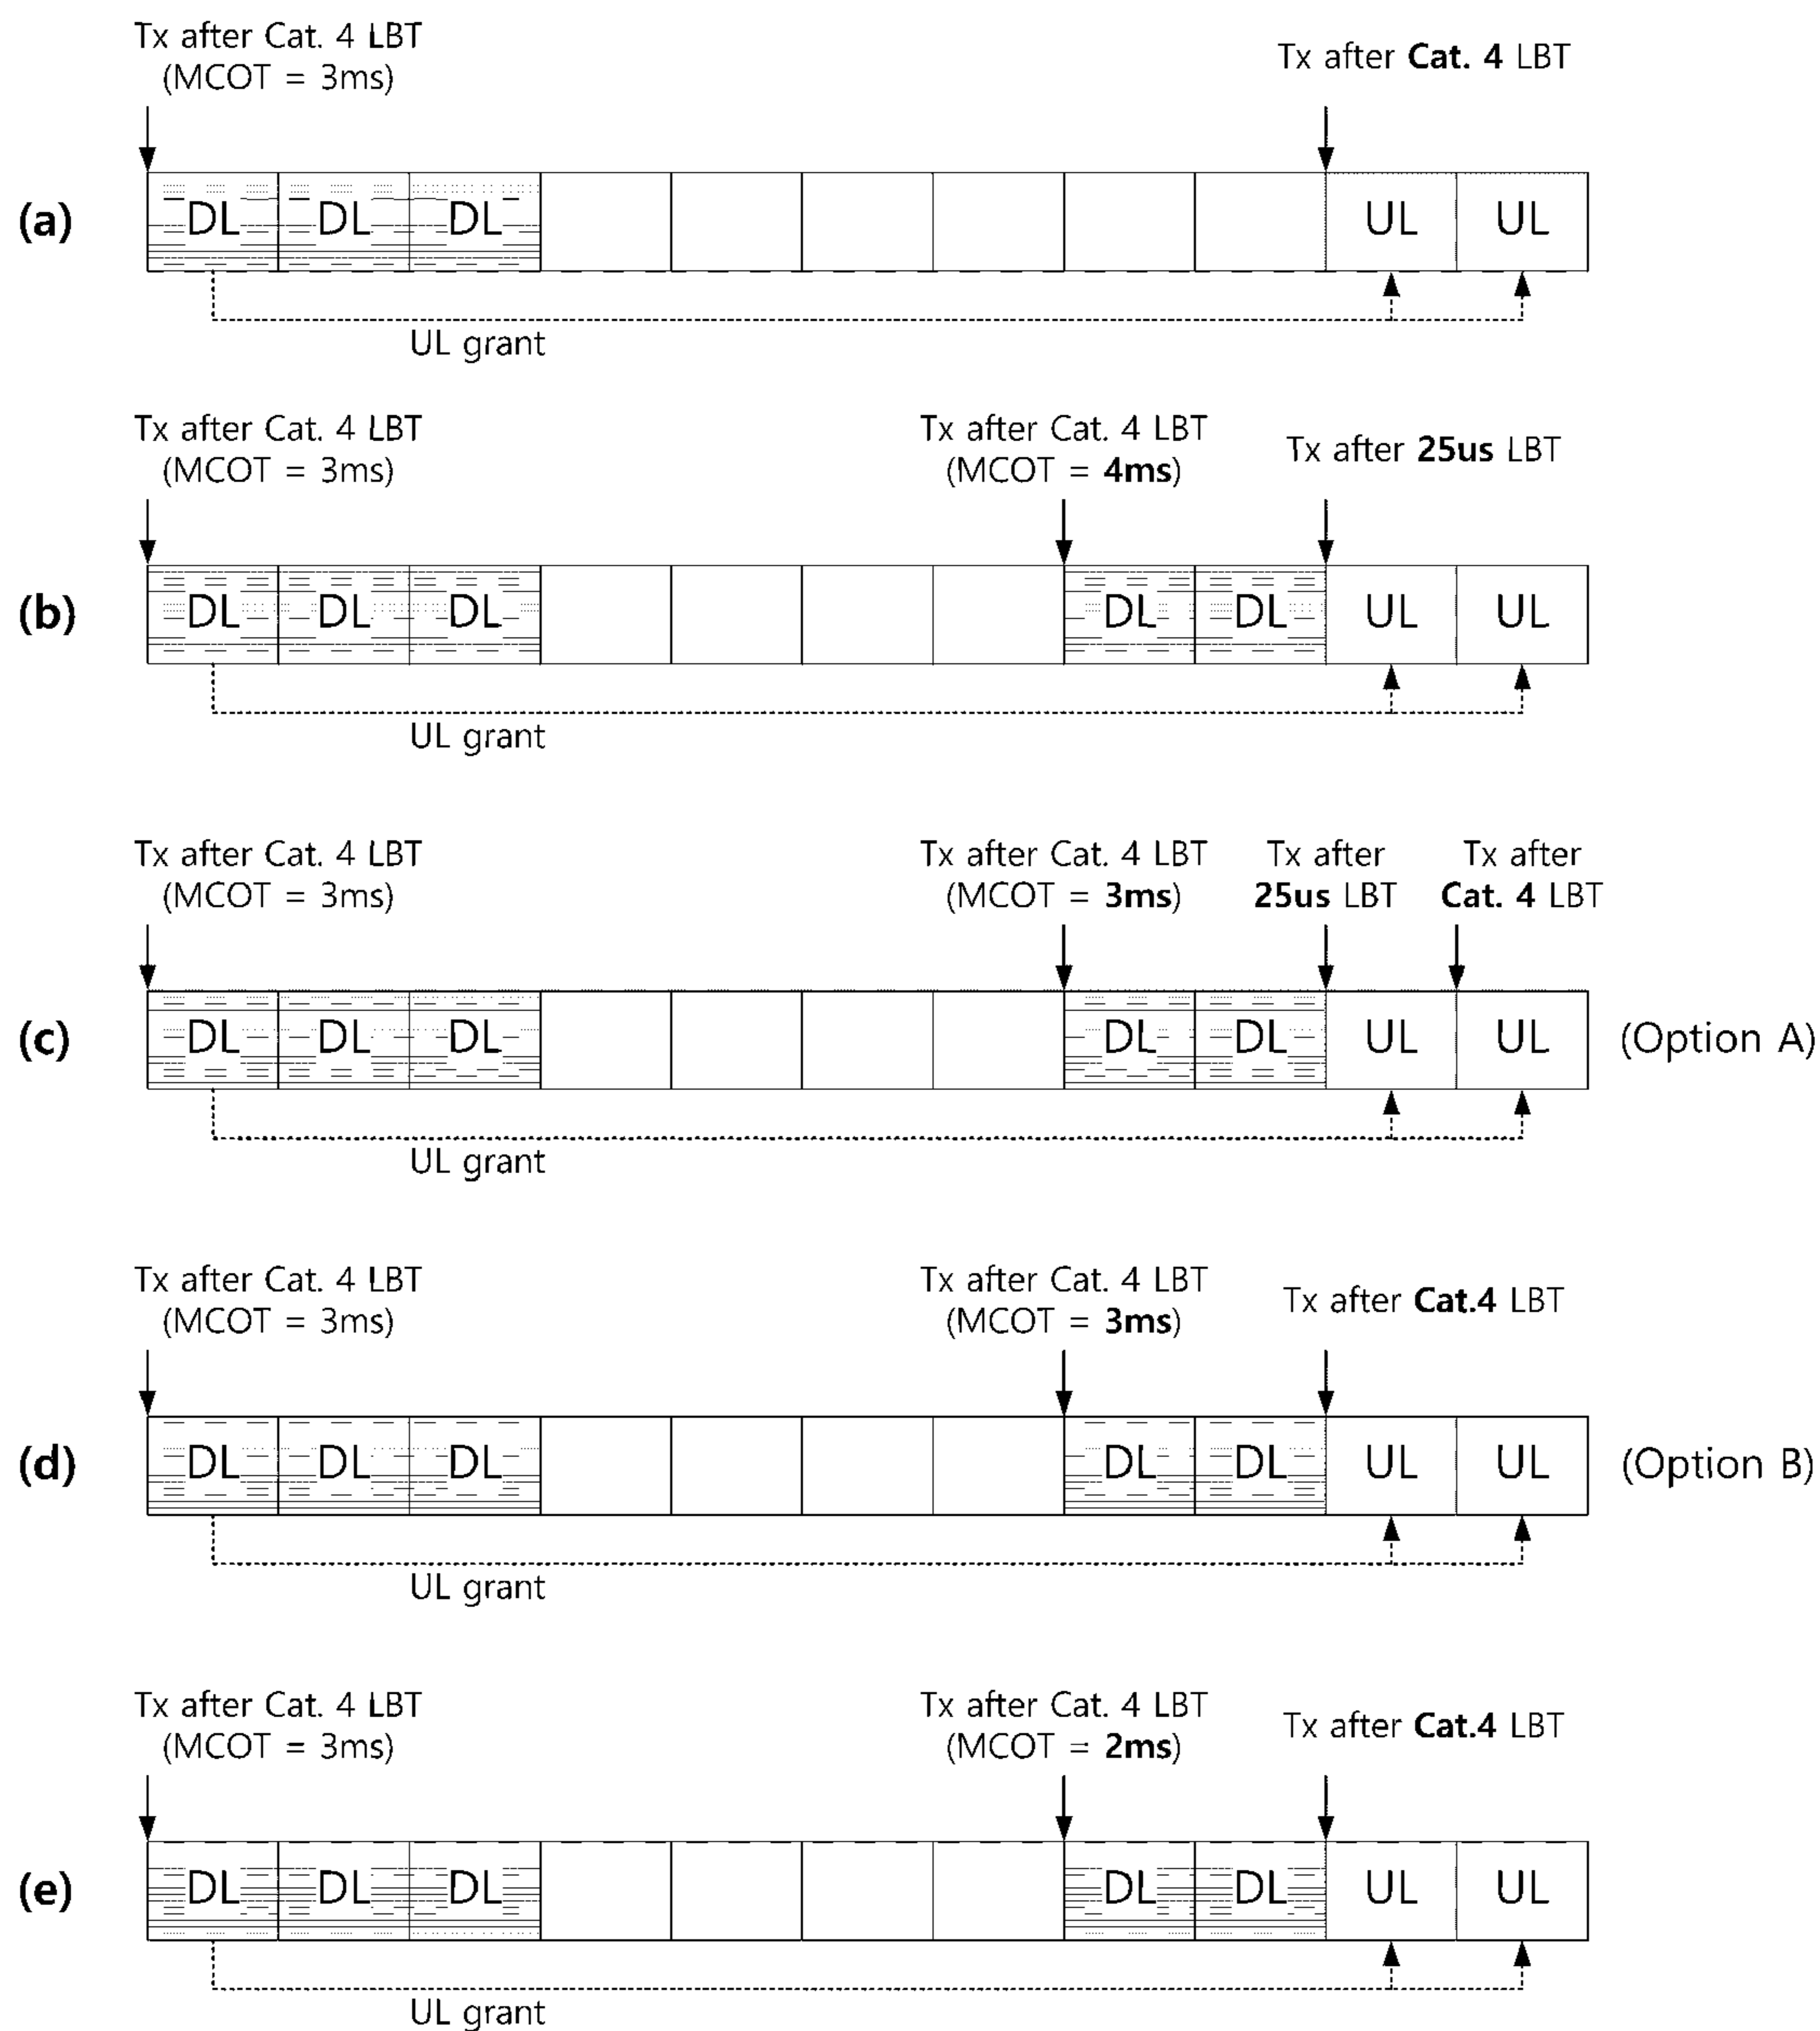 Tx after Cat. 4 LBT
(MCOT = 3ms)
Tx after Cat. 4 LBT
(a)
DL DL DL UL UL
UL grant
Tx after Cat. 4 LBT
(MCOT = 3ms)
Tx after Cat. 4 LBT
(MCOT = 4ms)
Tx after 25us LBT
(b)
DL DL DL DL DL UL UL
UL grant
Tx after Cat. 4 LBT
(MCOT = 3ms)
Tx after Cat. 4 LBT
(MCOT = 3ms)
Tx after
25us LBT
Tx after
Cat. 4 LBT
(c)
DL DL DL DL DL UL UL
(Option A)
UL grant
Tx after Cat. 4 LBT
(MCOT = 3ms)
Tx after Cat. 4 LBT
(MCOT = 3ms)
Tx after Cat.4 LBT
(d)
DL DL DL DL DL UL UL
(Option B)
UL grant
Tx after Cat. 4 LBT
(MCOT = 3ms)
Tx after Cat. 4 LBT
(MCOT = 2ms)
Tx after Cat.4 LBT
(e)
DL DL DL DL DL UL UL
UL grant